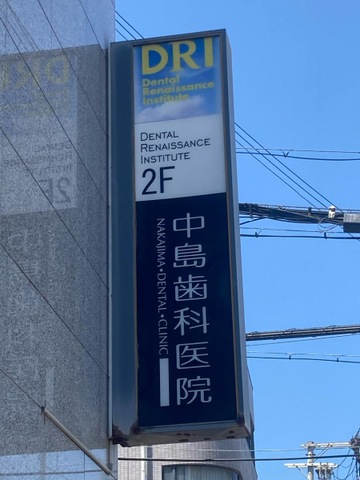 DRI
Dental
Renaissance
Institute
DENTAL
RENAISSANCE
INSTITUTE
2F
中島歯科医院
NAKAJIMA•DENTAL•CLINIC